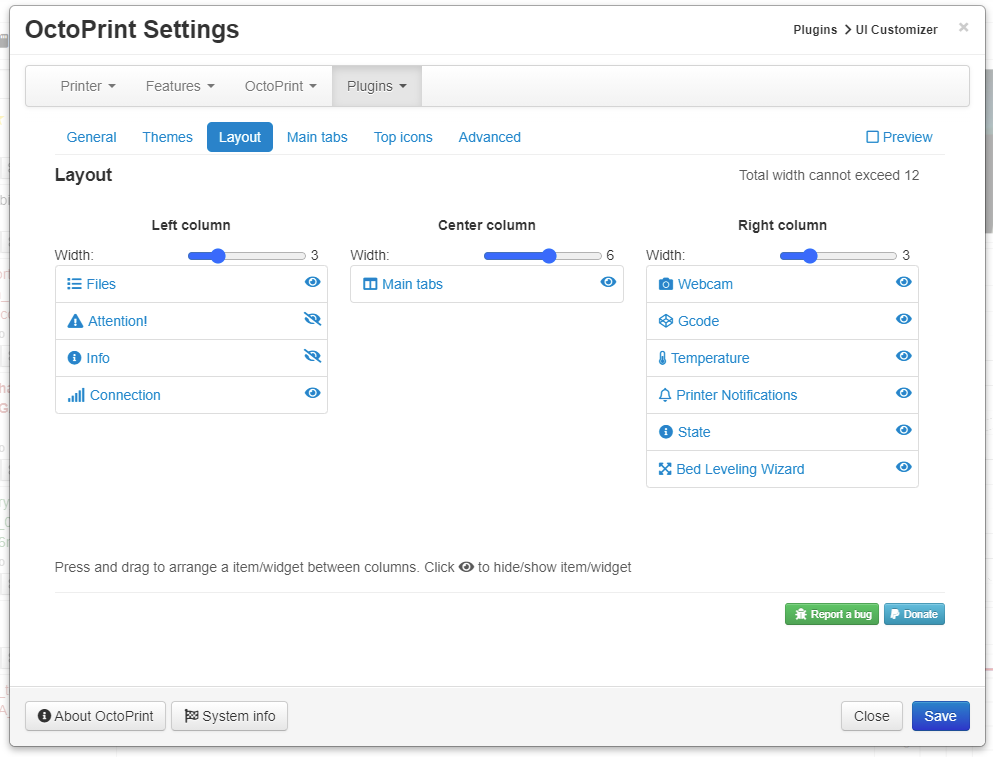 OctoPrint Settings
Plugins > UI Customizer ×
Printer Features OctoPrint Plugins
General Themes Layout Main tabs Top icons Advanced Preview
Layout
Total width cannot exceed 12
Left column Center column Right column
Width: 3 Width: 6 Width: 3
Files Main tabs Webcam
Attention! Gcode
Info Temperature
Connection Printer Notifications
State
Bed Leveling Wizard
Press and drag to arrange a item/widget between columns. Click to hide/show item/widget
Report a bug Donate
About OctoPrint System info Close Save